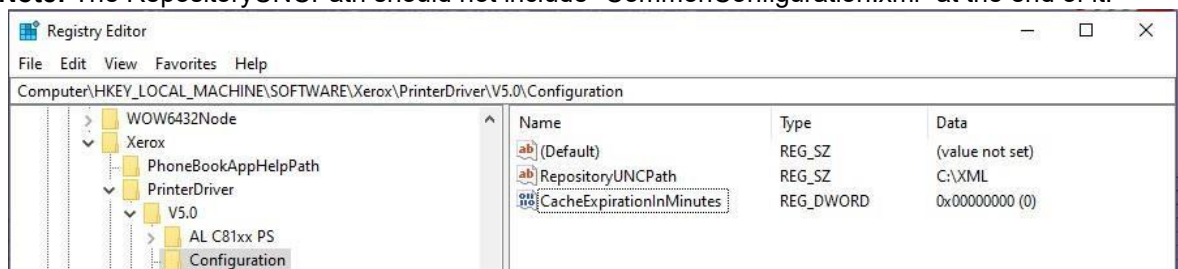 Note: The RepositoryUNCPath should not include "CommonConfiguration.xml" at the end of it.
Registry Editor
File Edit View Favorites Help
Computer\HKEY_LOCAL_MACHINE\SOFTWARE\Xerox\PrinterDriver\V5.0\Configuration
WOW6432Node
Xerox
PhoneBookAppHelpPath
PrinterDriver
V5.0
AL C81xx PS
Configuration
Name Type Data
(Default) REG_SZ (value not set)
RepositoryUNCPath REG_SZ C:\XML
CacheExpirationInMinutes REG_DWORD 0x00000000 (0)